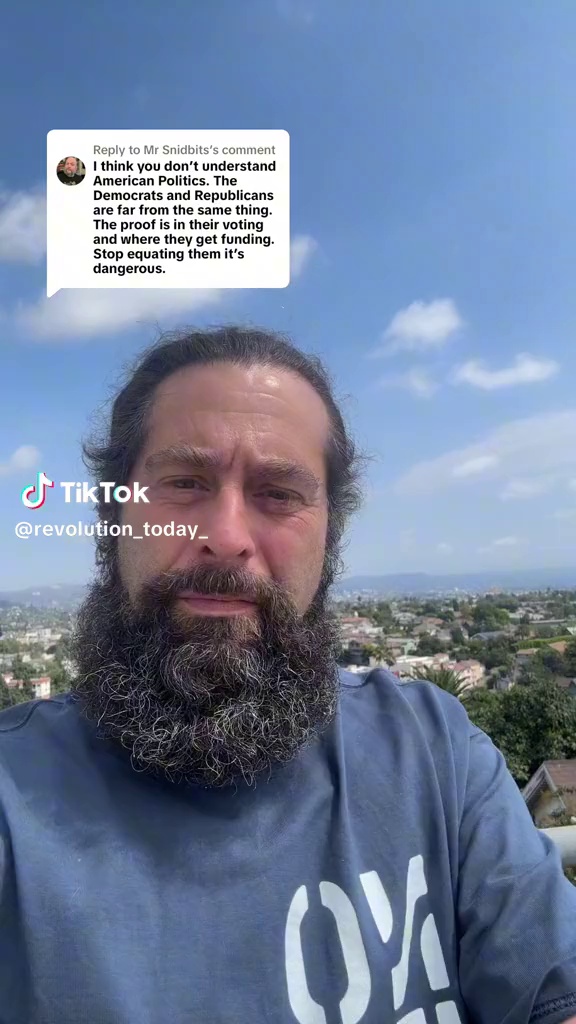 Reply to Mr Snidbits's comment
I think you don't understand
American Politics. The
Democrats and Republicans
are far from the same thing.
The proof is in their voting
and where they get funding.
Stop equating them it's
dangerous.
TikTok
@revolution_today_